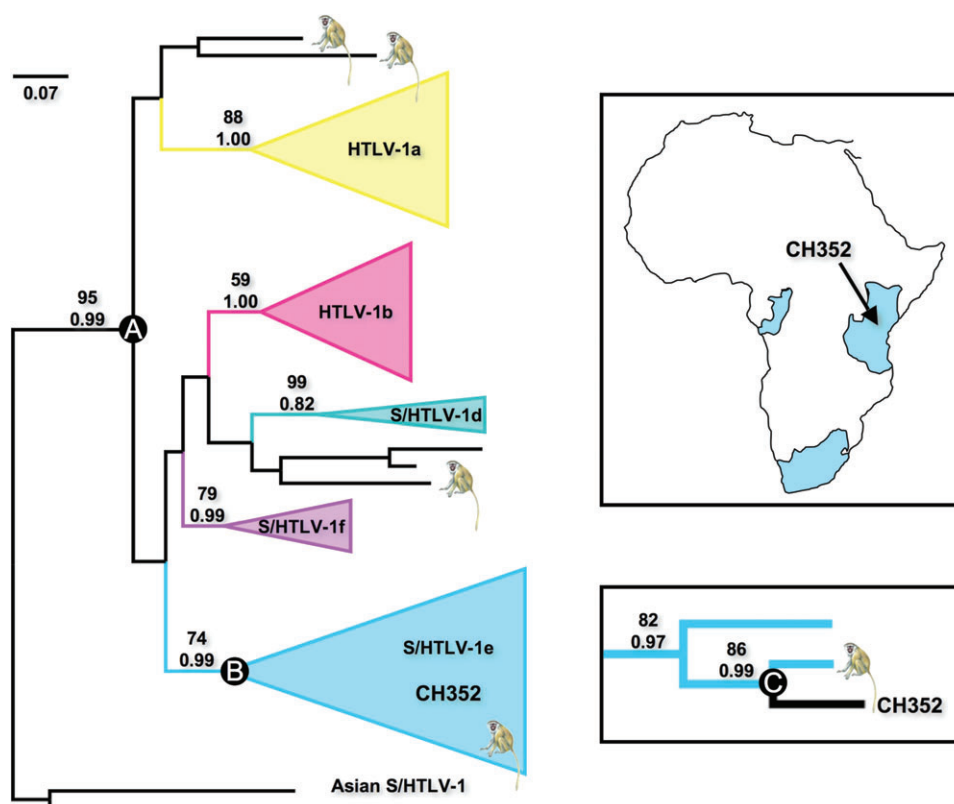 0.07
88
1.00
HTLV-1a
59
1.00
HTLV-1b
95
0.99
A
99
0.82
S/HTLV-1d
79
0.99
S/HTLV-1f
74
0.99
B
S/HTLV-1e
CH352
Asian S/HTLV-1
CH352
82
0.97
86
0.99
C
CH352